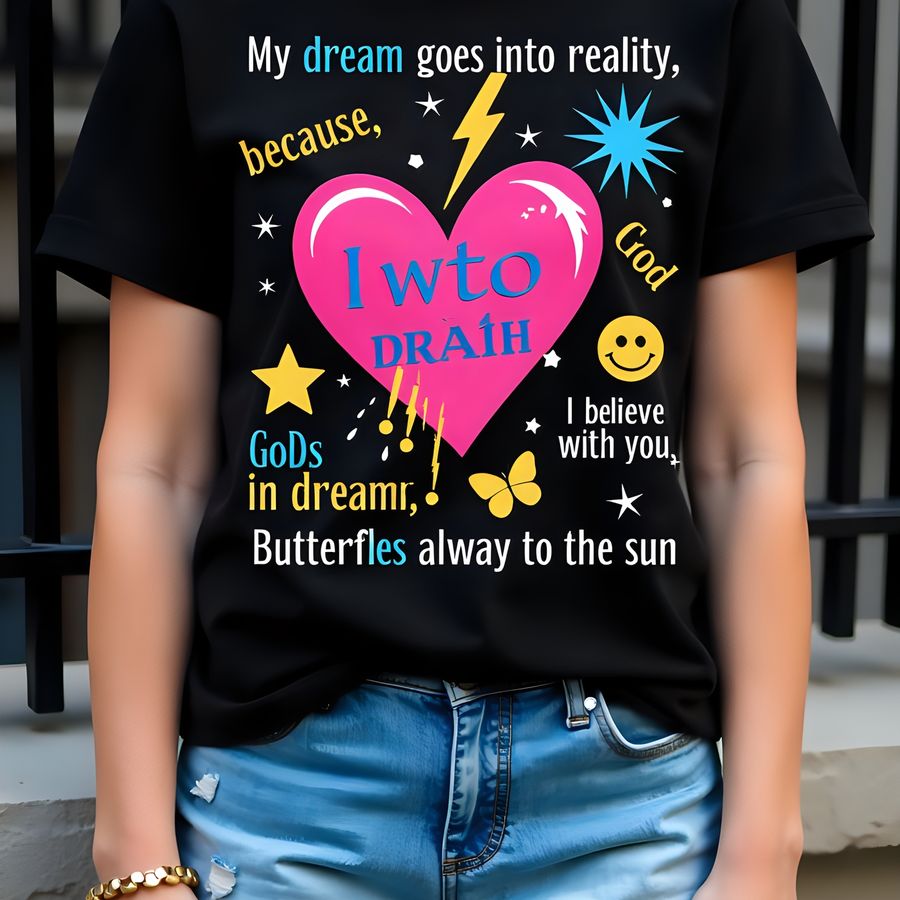 My dream goes into reality,
because,
God
I wto
DRAİH
I believe
with you,
GoDs
in dreamr,
Butterfles alway to the sun